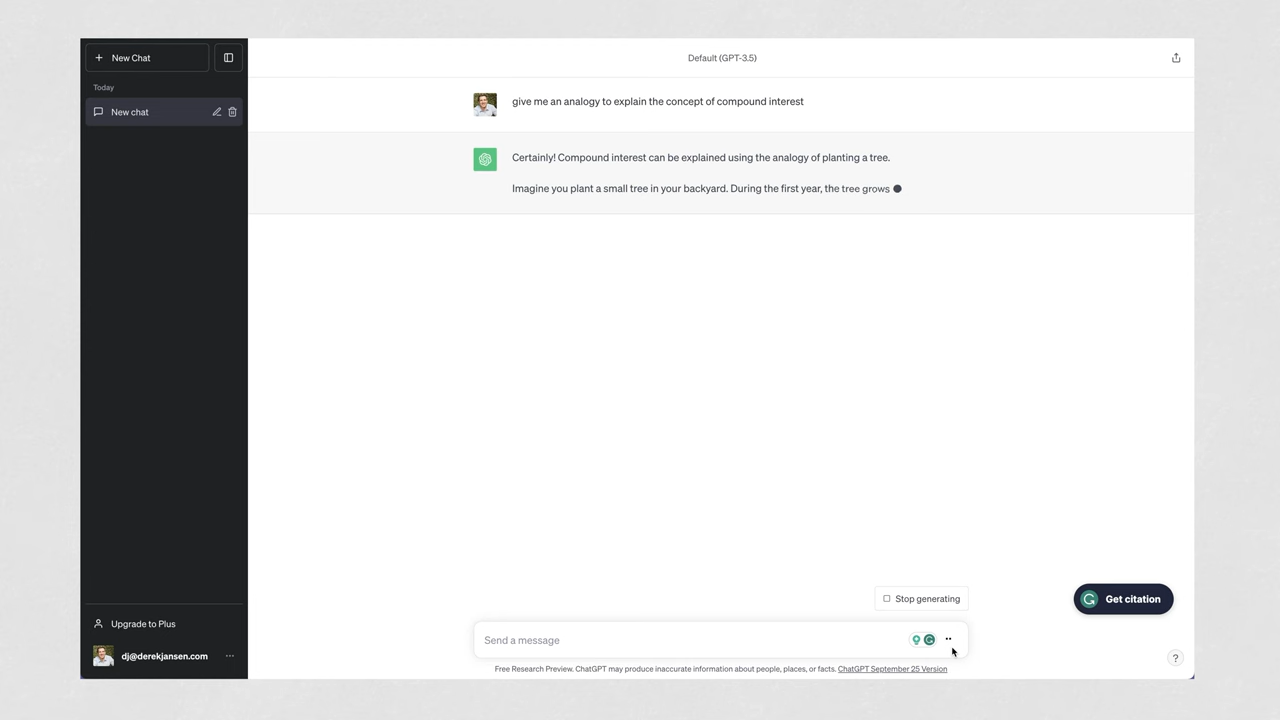 New Chat
Default (GPT-3.5)
Today
New chat
give me an analogy to explain the concept of compound interest
Certainly! Compound interest can be explained using the analogy of planting a tree.
Imagine you plant a small tree in your backyard. During the first year, the tree grows
Stop generating
Get citation
Upgrade to Plus
Send a message
dj@derekjansen.com
Free Research Preview. ChatGPT may produce inaccurate information about people, places, or facts. ChatGPT September 25 Version
?